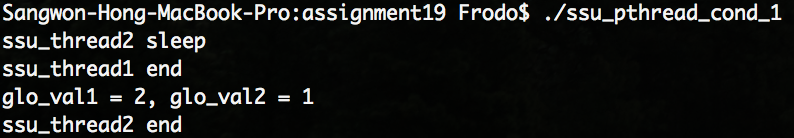 Sangwon-Hong-MacBook-Pro:assignment19 Frodo$ ./ssu_pthread_cond_1
ssu_thread2 sleep
ssu_thread1 end
glo_val1 = 2, glo_val2 = 1
ssu_thread2 end